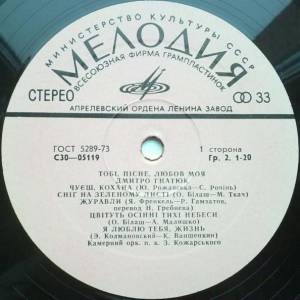 МИНИСТЕРСТВО КУЛЬТУРЫ СССР
МЕЛОДИЯ
ВСЕСОЮЗНАЯ ФИРМА ГРАМПЛАСТИНОК
СТЕРЕО
33
АПРЕЛЕВСКИЙ ОРДЕНА ЛЕНИНА ЗАВОД
ГОСТ 5289-73
1 сторона
С30—05119
Гр. 2. 1-20
ТОБІ, ПІСНЕ, ЛЮБОВ МОЯ
ДМИТРО ГНАТЮК
ЧУЕШ, КОХАНА (Ю. Рожавська—С. Ропінь)
СНІГ НА ЗЕЛЕНОМУ ЛИСТІ (О. Білаш—М. Ткач)
ЖУРАВЛИ (Я. Френкель—Р. Гамзатов,
перевод Н. Гребнева)
ЦВІТУТЬ ОСІННІ ТИХІ НЕБЕСИ
(О. Білаш—А. Малишко)
Я ЛЮБЛЮ ТЕБЯ, ЖИЗНЬ
(Э. Колмановский—К. Ваншенкин)
Камерний орк. п. к. З. Кожарського